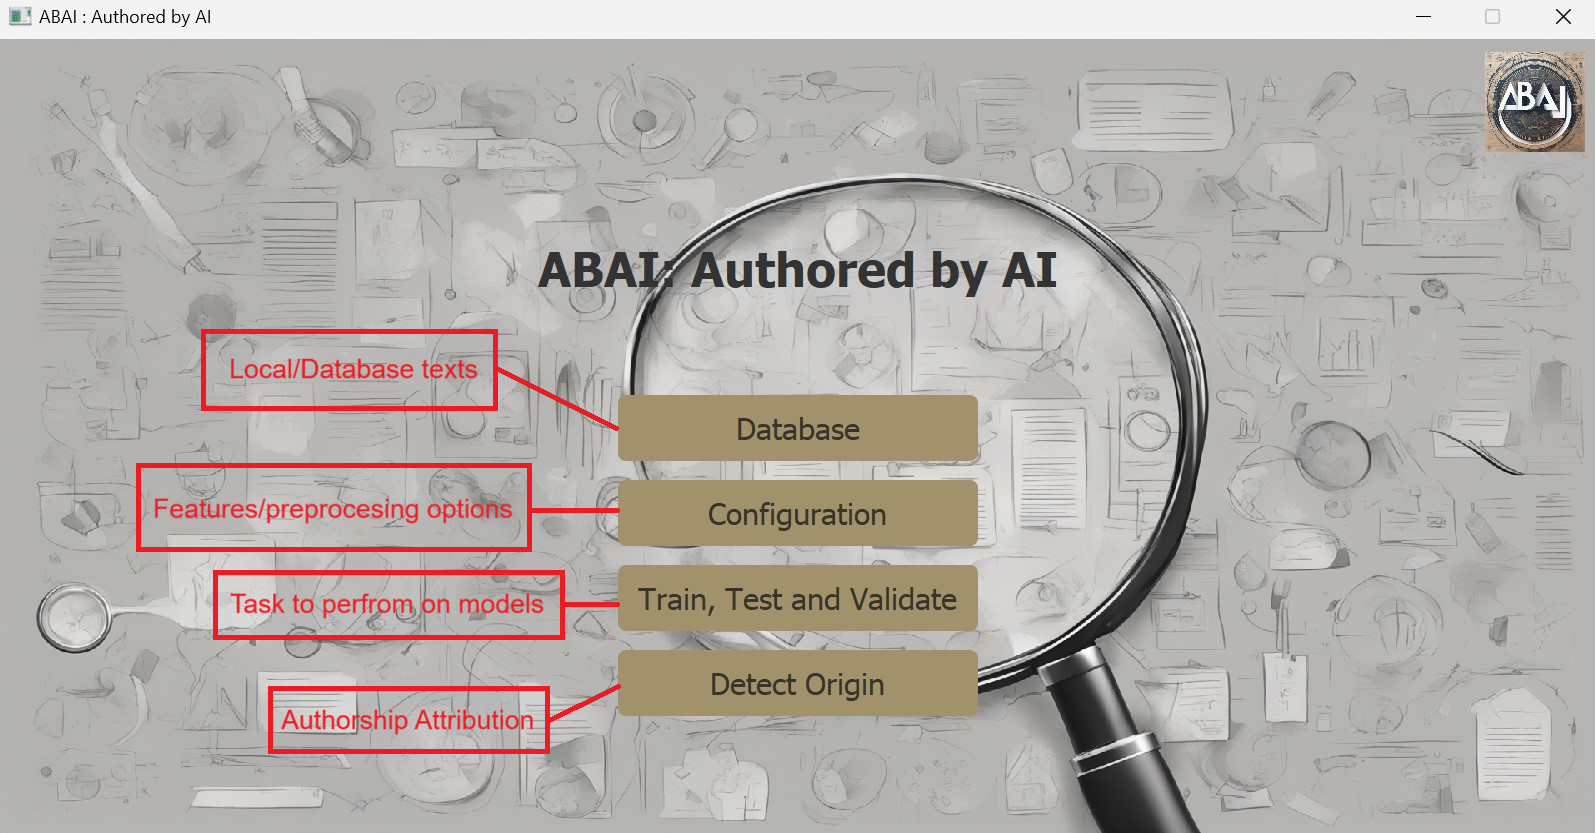 ABAI : Authored by AI
ABAI
ABAI: Authored by AI
Local/Database texts
Database
Features/preprocesing options
Configuration
Task to perfrom on models
Train, Test and Validate
Detect Origin
Authorship Attribution